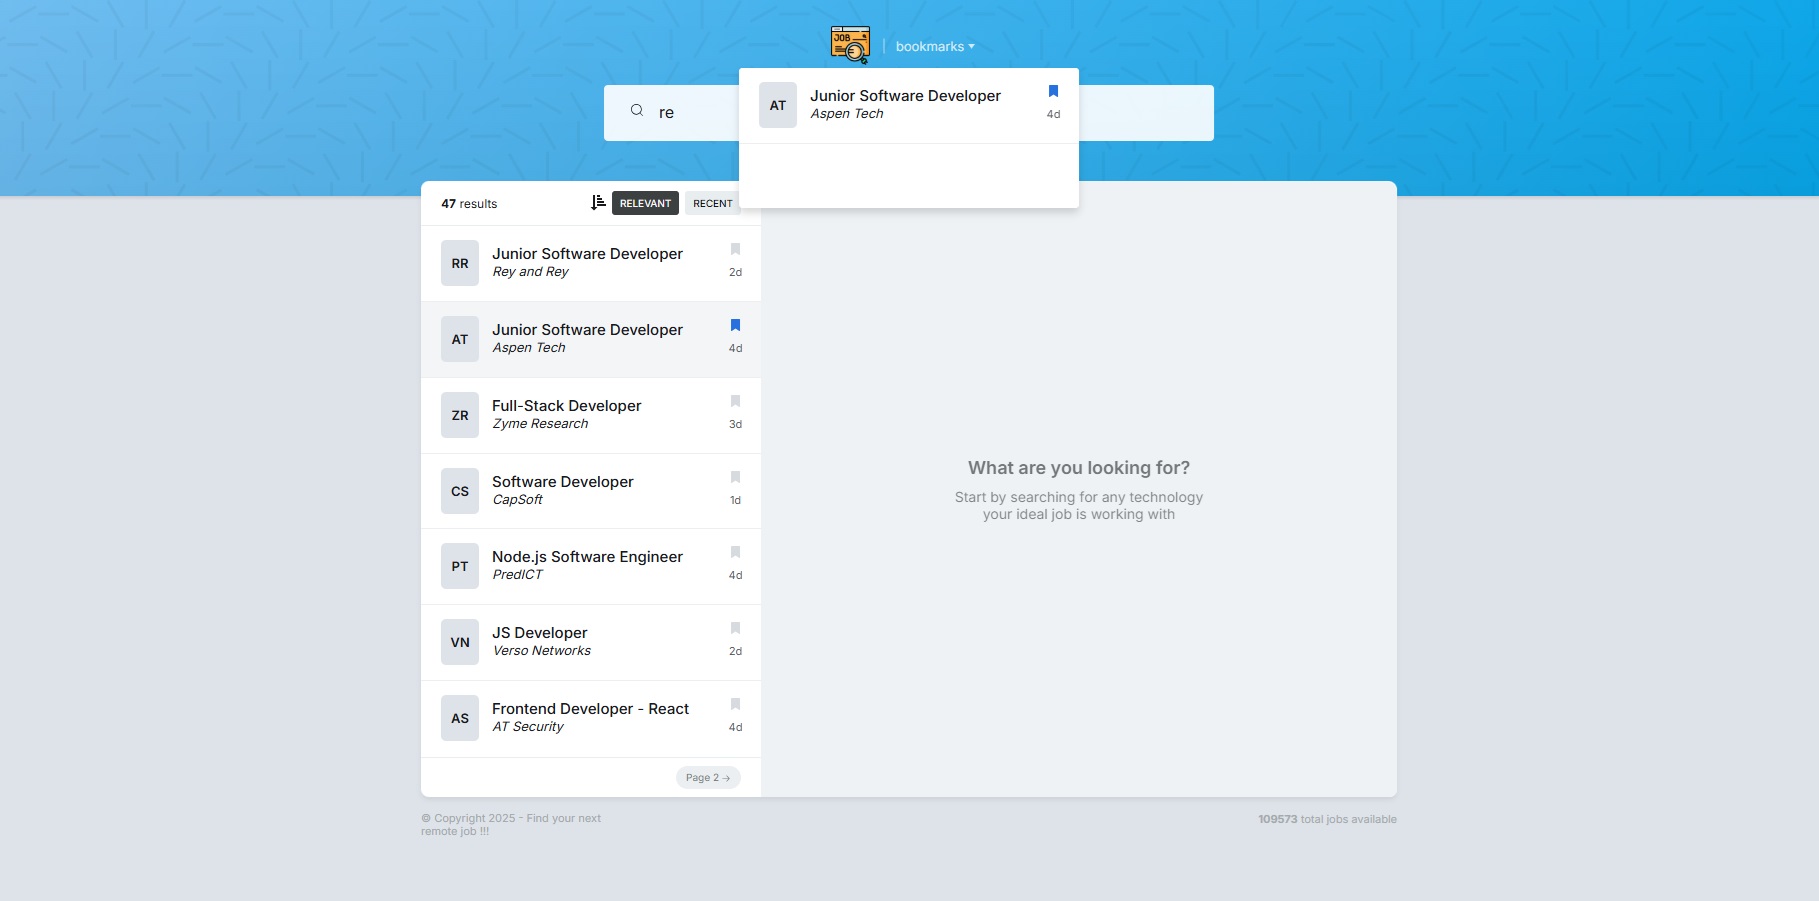 JOB
bookmarks
re
AT
Junior Software Developer
Aspen Tech
4d
47 results
RELEVANT
RECENT
RR
Junior Software Developer
Rey and Rey
2d
AT
Junior Software Developer
Aspen Tech
4d
ZR
Full-Stack Developer
Zyme Research
3d
CS
Software Developer
CapSoft
1d
PT
Node.js Software Engineer
PredICT
4d
VN
JS Developer
Verso Networks
2d
AS
Frontend Developer - React
AT Security
4d
Page 2 →
What are you looking for?
Start by searching for any technology
your ideal job is working with
© Copyright 2025 - Find your next
remote job !!!
109573 total jobs available